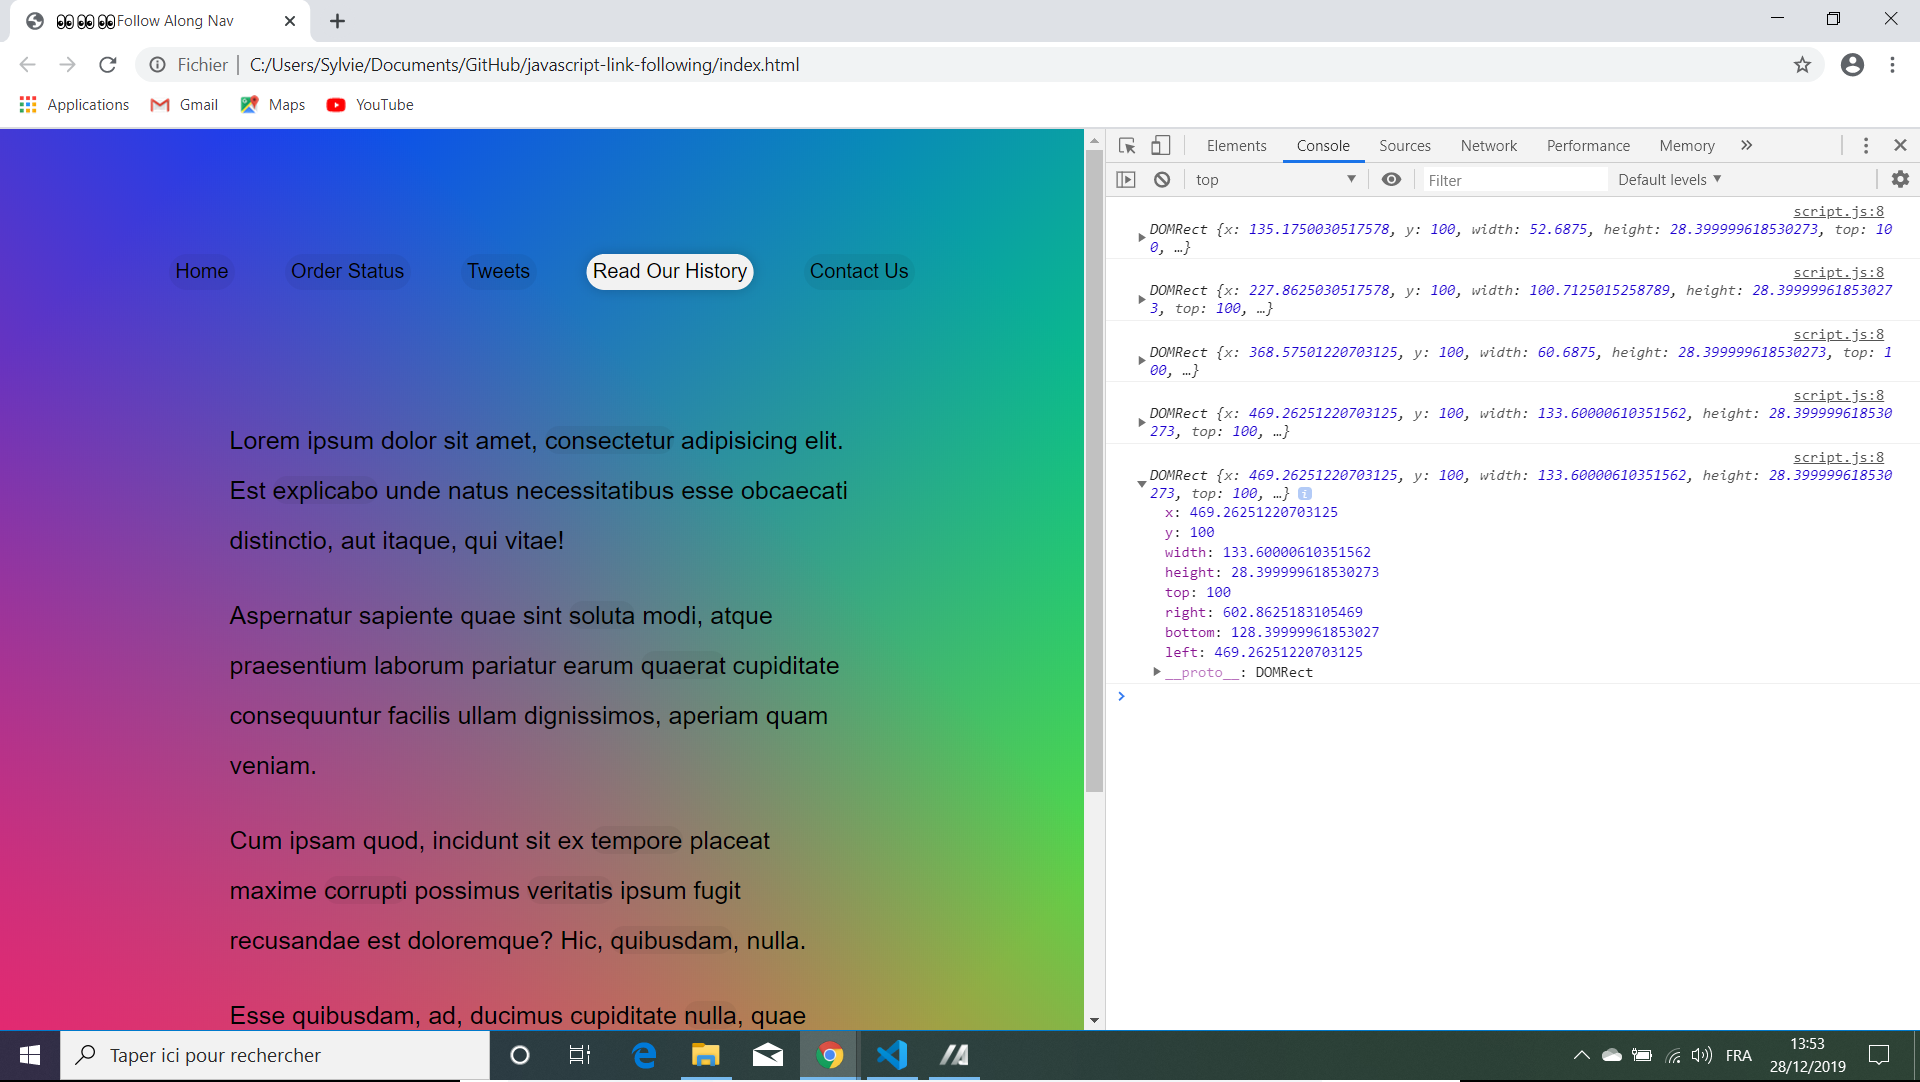 👀👀👀Follow Along Nav
Fichier | C:/Users/Sylvie/Documents/GitHub/javascript-link-following/index.html
Applications Gmail Maps YouTube
Home Order Status Tweets Read Our History Contact Us
Lorem ipsum dolor sit amet, consectetur adipisicing elit.
Est explicabo unde natus necessitatibus esse obcaecati
distinctio, aut itaque, qui vitae!
Aspernatur sapiente quae sint soluta modi, atque
praesentium laborum pariatur earum quaerat cupiditate
consequuntur facilis ullam dignissimos, aperiam quam
veniam.
Cum ipsam quod, incidunt sit ex tempore placeat
maxime corrupti possimus veritatis ipsum fugit
recusandae est doloremque? Hic, quibusdam, nulla.
Esse quibusdam, ad, ducimus cupiditate nulla, quae
Elements Console Sources Network Performance Memory »
top Filter Default levels
script.js:8
DOMRect {x: 135.1750030517578, y: 100, width: 52.6875, height: 28.399999618530273, top: 10
0, …}
script.js:8
DOMRect {x: 227.8625030517578, y: 100, width: 100.7125015258789, height: 28.39999961853027
3, top: 100, …}
script.js:8
DOMRect {x: 368.57501220703125, y: 100, width: 60.6875, height: 28.399999618530273, top: 1
00, …}
script.js:8
DOMRect {x: 469.26251220703125, y: 100, width: 133.60000610351562, height: 28.399999618530
273, top: 100, …}
script.js:8
DOMRect {x: 469.26251220703125, y: 100, width: 133.60000610351562, height: 28.399999618530
273, top: 100, …} i
x: 469.26251220703125
y: 100
width: 133.60000610351562
height: 28.399999618530273
top: 100
right: 602.8625183105469
bottom: 128.39999961853027
left: 469.26251220703125
__proto__: DOMRect
Taper ici pour rechercher
FRA
13:53
28/12/2019